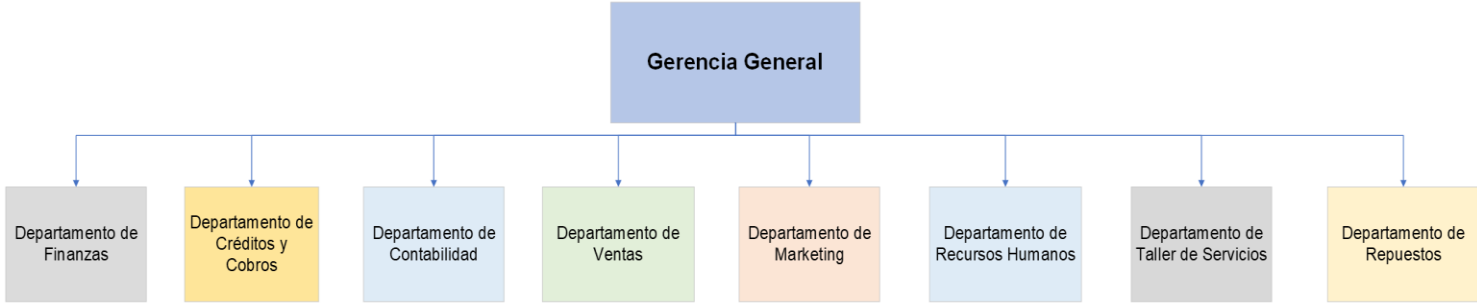 Gerencia General
Departamento de
Finanzas
Departamento de
Créditos y
Cobros
Departamento de
Contabilidad
Departamento de
Ventas
Departamento de
Marketing
Departamento de
Recursos Humanos
Departamento de
Taller de Servicios
Departamento de
Repuestos